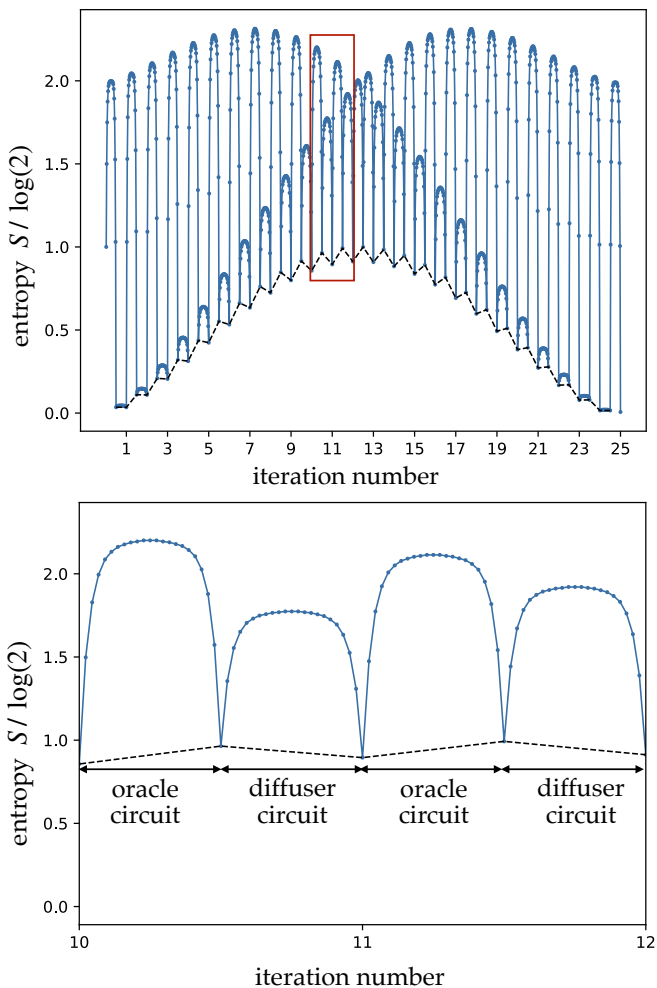 entropy S / log(2)
2.0
1.5
1.0
0.5
0.0
1 3 5 7 9 11 13 15 17 19 21 23 25
iteration number
entropy S / log(2)
2.0
1.5
1.0
0.5
0.0
oracle circuit
diffuser circuit
oracle circuit
diffuser circuit
10 11 12
iteration number